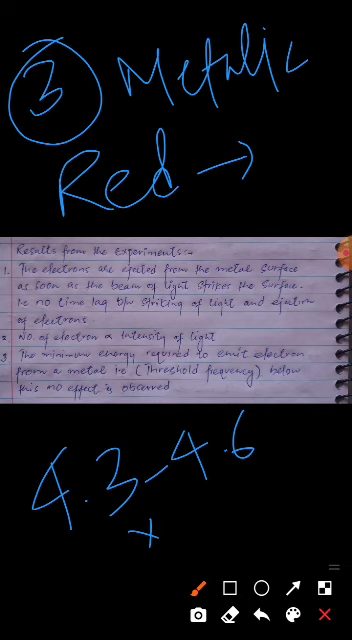 3 Metalic
Red →
Results from the Experiments:-
1. The electrons are ejected from the metal surface
as soon as the beam of light strikes the surface.
ie no time lag b/w striking of light and ejection
of electrons.
2 No of electron ∝ intensity of light
3 The minimum energy required to emit electron
from a metal i.e (Threshold frequency) below
this no effect is observed
4.3-4.6